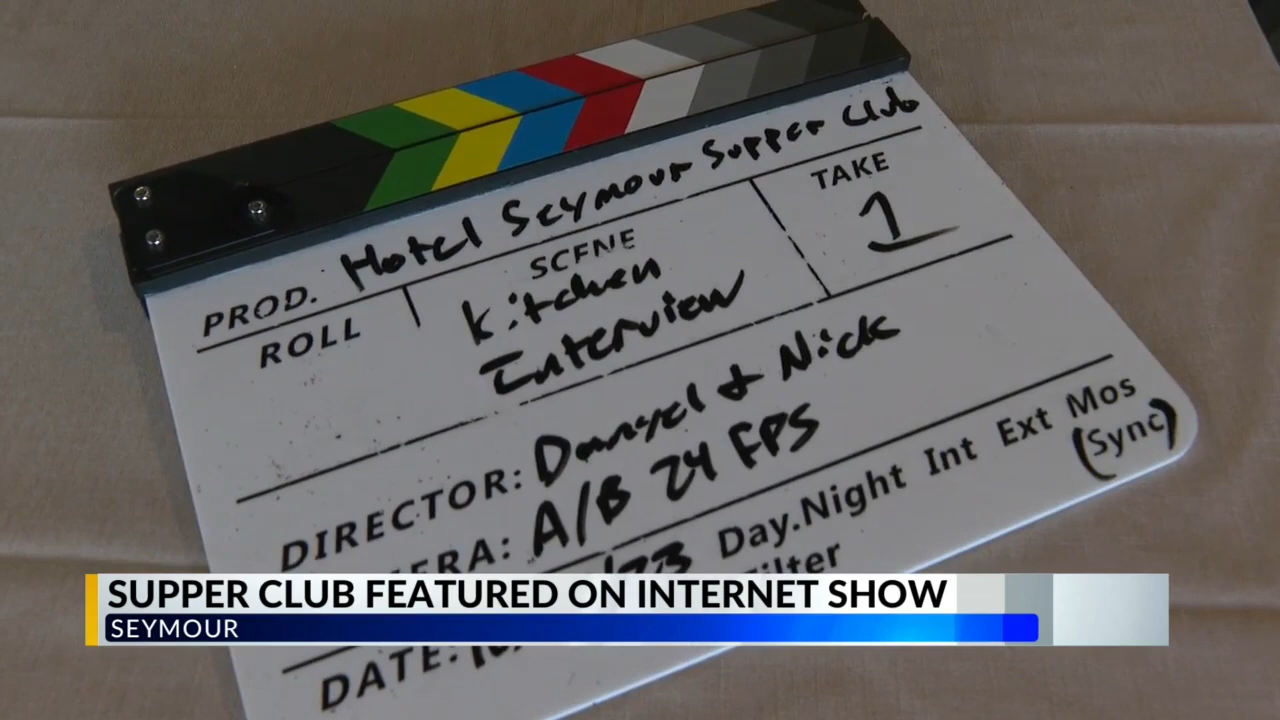 PROD. Hotel Seymour Supper Club
ROLL
SCENE
Kitchen
Interview
TAKE
1
DIRECTOR: Danyel & Nick
A/B 24 FPS
Day.Night Int Ext Mos
(Sync)
SUPPER CLUB FEATURED ON INTERNET SHOW
SEYMOUR
DATE: